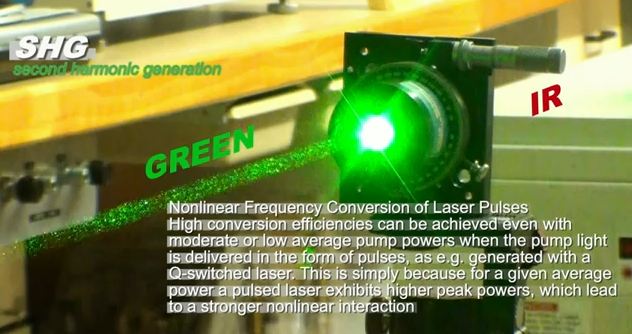 SHG
second harmonic generation
IR
GREEN
Nonlinear Frequency Conversion of Laser Pulses
High conversion efficiencies can be achieved even with
moderate or low average pump powers when the pump light
is delivered in the form of pulses, as e.g. generated with a
Q-switched laser. This is simply because for a given average
power a pulsed laser exhibits higher peak powers, which lead
to a stronger nonlinear interaction